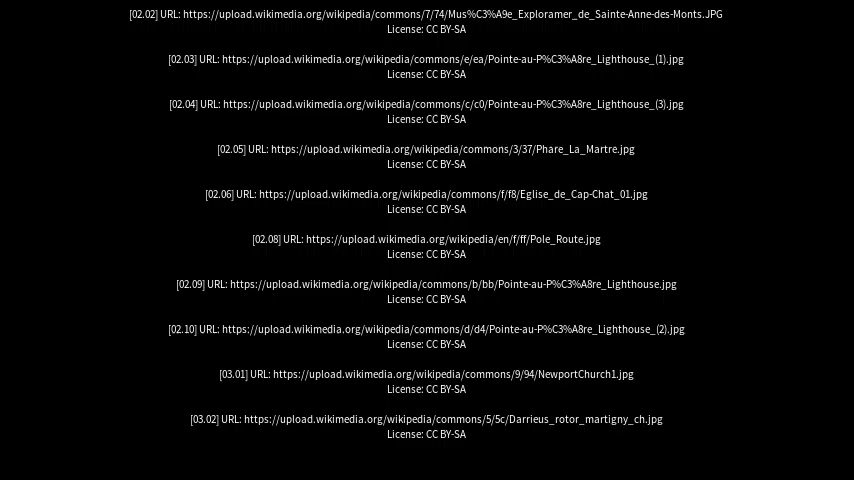 [02.02] URL: https://upload.wikimedia.org/wikipedia/commons/7/74/Mus%C3%A9e_Exploramer_de_Sainte-Anne-des-Monts.JPG
License: CC BY-SA
[02.03] URL: https://upload.wikimedia.org/wikipedia/commons/e/ea/Pointe-au-P%C3%A8re_Lighthouse_(1).jpg
License: CC BY-SA
[02.04] URL: https://upload.wikimedia.org/wikipedia/commons/c/c0/Pointe-au-P%C3%A8re_Lighthouse_(3).jpg
License: CC BY-SA
[02.05] URL: https://upload.wikimedia.org/wikipedia/commons/3/37/Phare_La_Martre.jpg
License: CC BY-SA
[02.06] URL: https://upload.wikimedia.org/wikipedia/commons/f/f8/Eglise_de_Cap-Chat_01.jpg
License: CC BY-SA
[02.08] URL: https://upload.wikimedia.org/wikipedia/en/f/ff/Pole_Route.jpg
License: CC BY-SA
[02.09] URL: https://upload.wikimedia.org/wikipedia/commons/b/bb/Pointe-au-P%C3%A8re_Lighthouse.jpg
License: CC BY-SA
[02.10] URL: https://upload.wikimedia.org/wikipedia/commons/d/d4/Pointe-au-P%C3%A8re_Lighthouse_(2).jpg
License: CC BY-SA
[03.01] URL: https://upload.wikimedia.org/wikipedia/commons/9/94/NewportChurch1.jpg
License: CC BY-SA
[03.02] URL: https://upload.wikimedia.org/wikipedia/commons/5/5c/Darrieus_rotor_martigny_ch.jpg
License: CC BY-SA